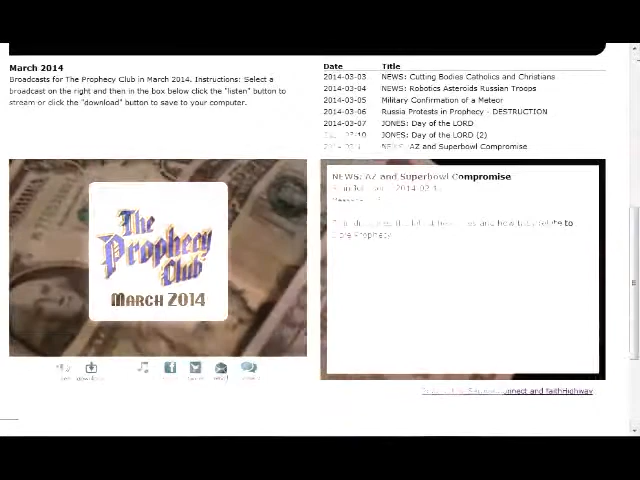 March 2014
Broadcasts for The Prophecy Club in March 2014. Instructions: Select a
broadcast on the right and then in the box below click the "listen" button to
stream or click the "download" button to save to your computer.
Date Title
2014-03-03 NEWS: Cutting Bodies Catholics and Christians
2014-03-04 NEWS: Robotics Asteroids Russian Troops
2014-03-05 Military Confirmation of a Meteor
2014-03-06 Russia Protests in Prophecy - DESTRUCTION
2014-03-07 JONES: Day of the LORD
JONES: Day of the LORD (2)
NEWS: AZ and Superbowl Compromise
The
Prophecy
Club
MARCH 2014
NEWS: AZ and Superbowl Compromise
and how to
Bible Prophecy
and faithHighway